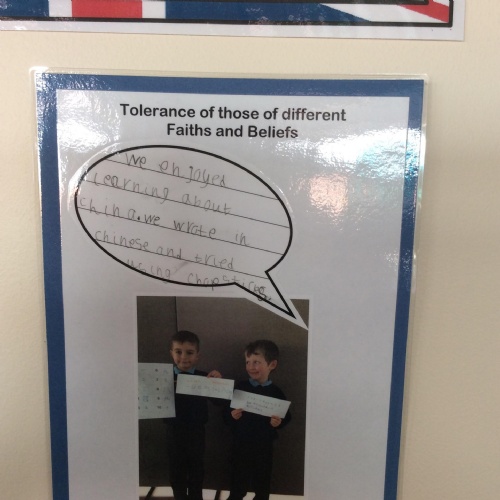 Tolerance of those of different
Faiths and Beliefs
We enjoyed
learning about
china. we wrote in
chinese and tried
using chopsticks